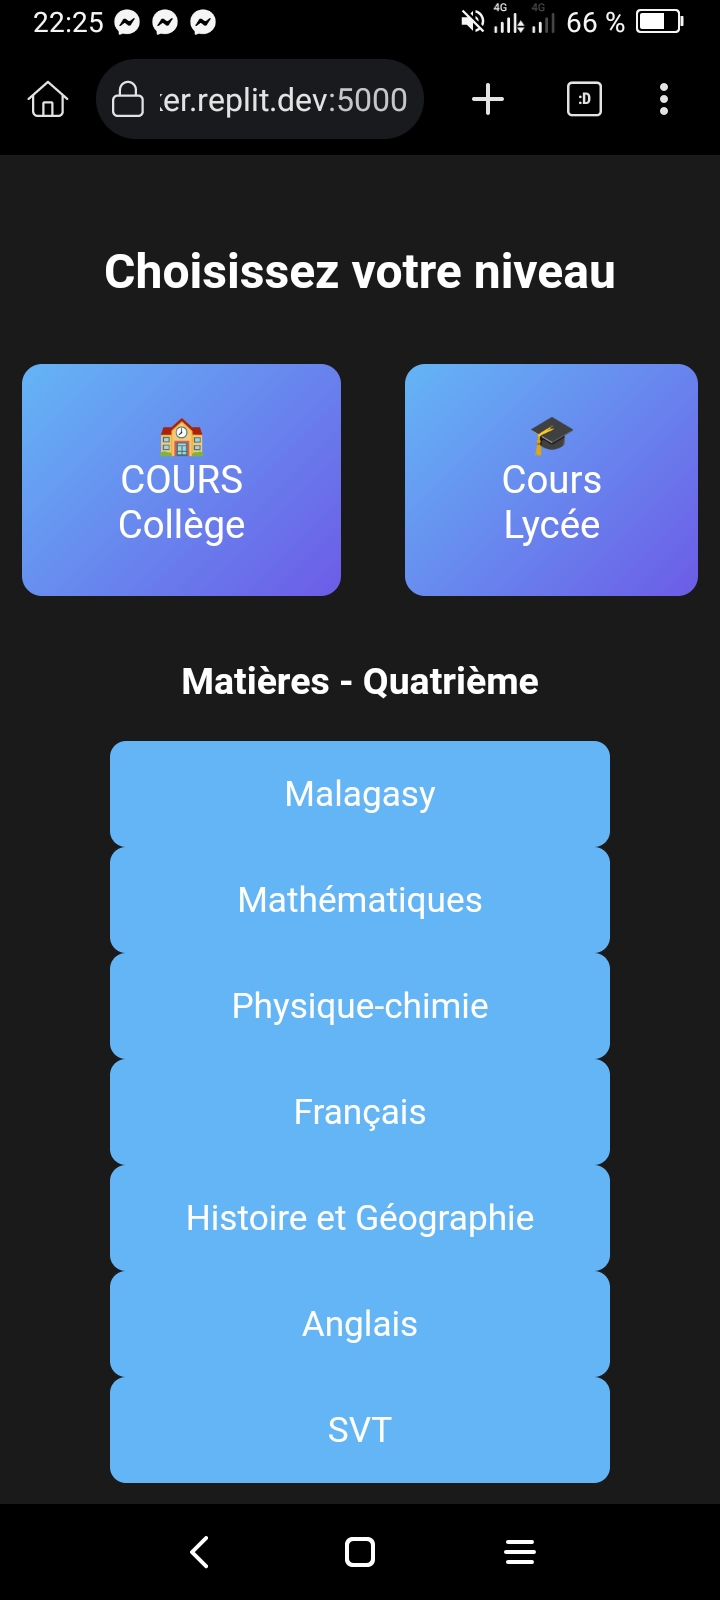 22:25 4G 4G 66 %
ker.replit.dev:5000 :D
Choisissez votre niveau
COURS
Collège
Cours
Lycée
Matières - Quatrième
Malagasy
Mathématiques
Physique-chimie
Français
Histoire et Géographie
Anglais
SVT